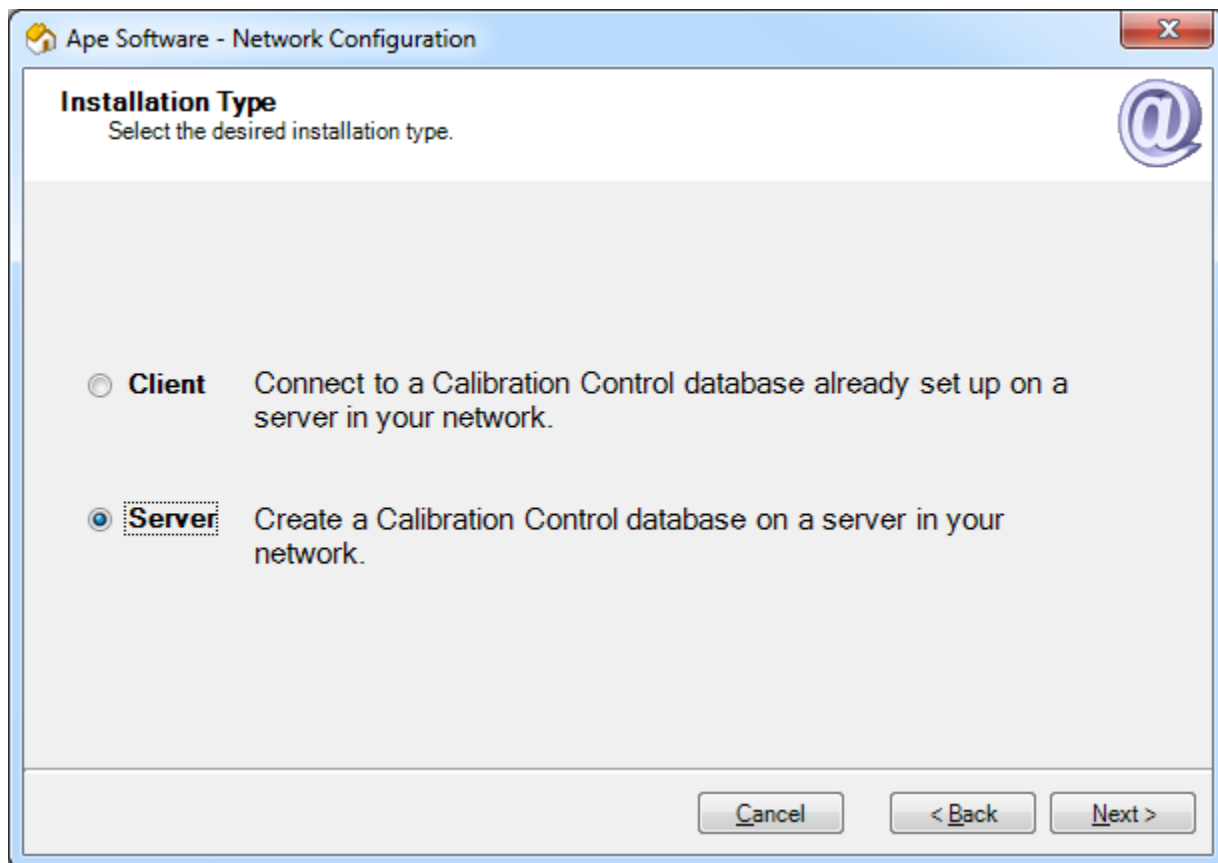 Ape Software - Network Configuration
Installation Type
Select the desired installation type.
Client
Connect to a Calibration Control database already set up on a
server in your network.
Server
Create a Calibration Control database on a server in your
network.
Cancel
< Back
Next >